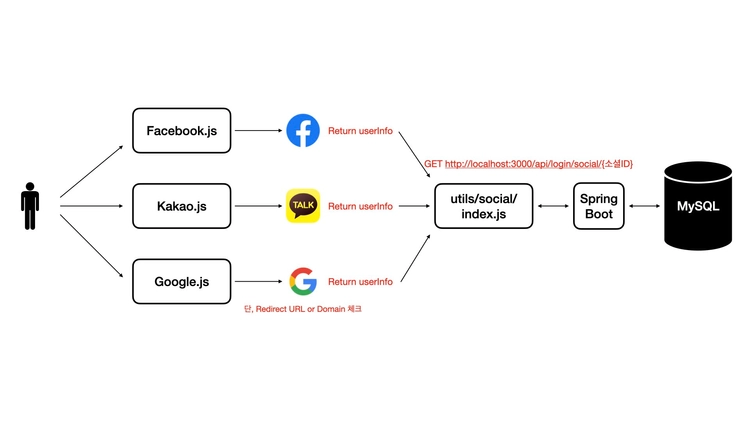 Facebook.js
Return userInfo
GET http://localhost:3000/api/login/social/{소셜ID}
Kakao.js
TALK
Return userInfo
utils/social/
index.js
Spring
Boot
MySQL
Google.js
Return userInfo
단, Redirect URL or Domain 체크